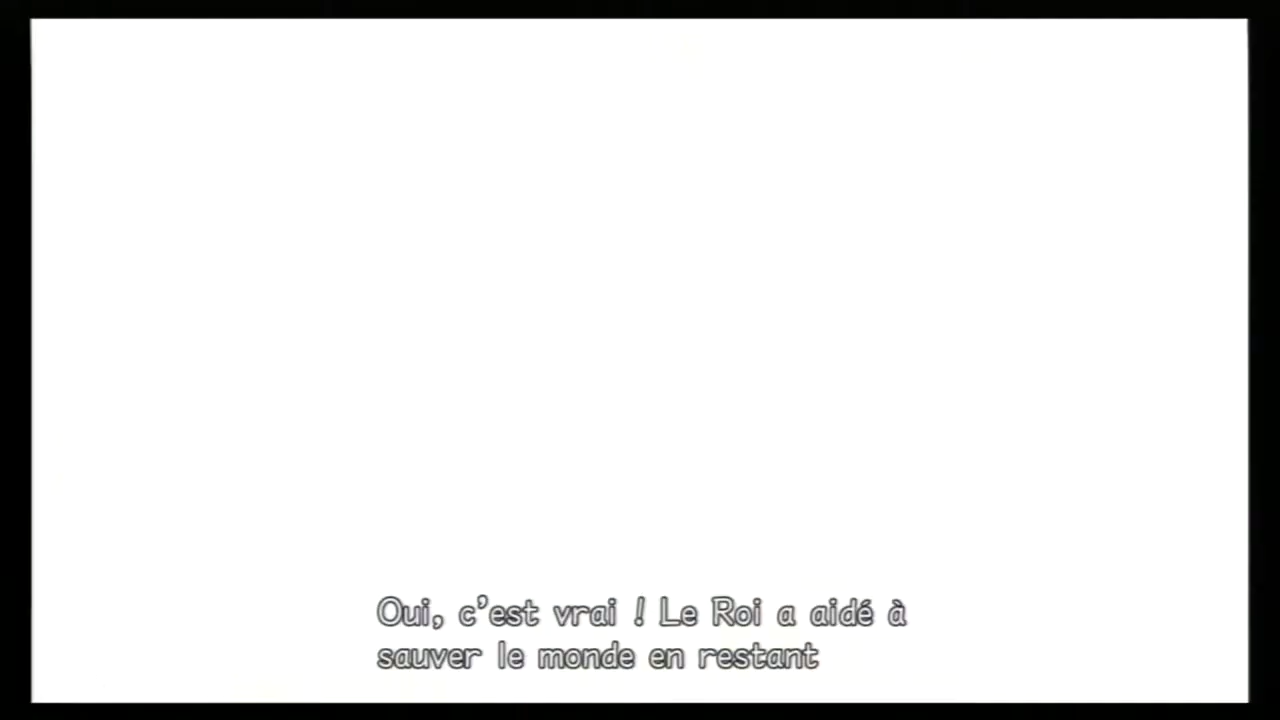 Oui, c'est vrai ! Le Roi a aidé à
sauver le monde en restant